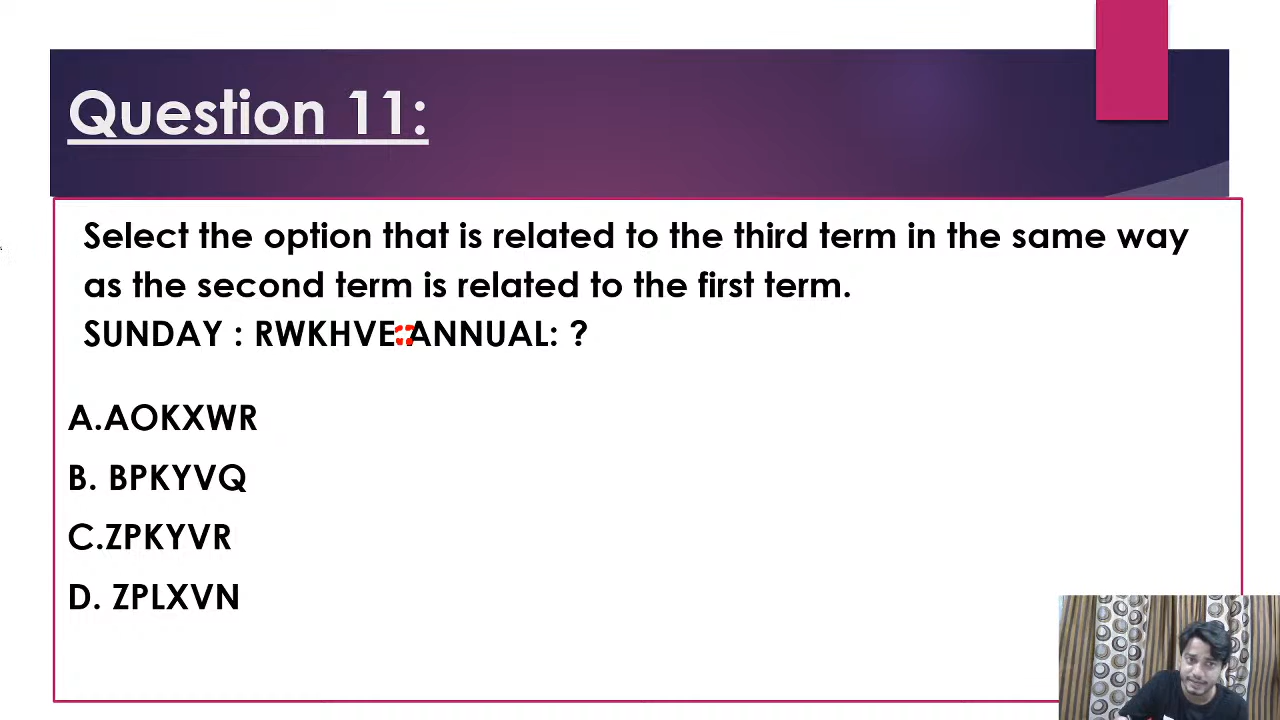 Question 11:
Select the option that is related to the third term in the same way
as the second term is related to the first term.
SUNDAY : RWKHVE::ANNUAL: ?
A.AOKXWR
B. BPKYVQ
C.ZPKYVR
D. ZPLXVN